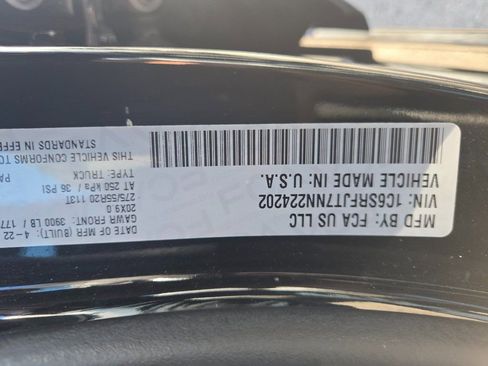 MFD BY: FCA US LLC
VIN: 1C6SRFJT7NN224202
VEHICLE MADE IN: U.S.A.
DATE OF MFR (BUILT): 4-22
GAWR FRONT: 3900 LB / 177
20X9.0
275/55R20 113T
AT 250 kPa / 36 PSI
TYPE: TRUCK
THIS VEHICLE CONFORMS TO
STANDARDS IN EFFE